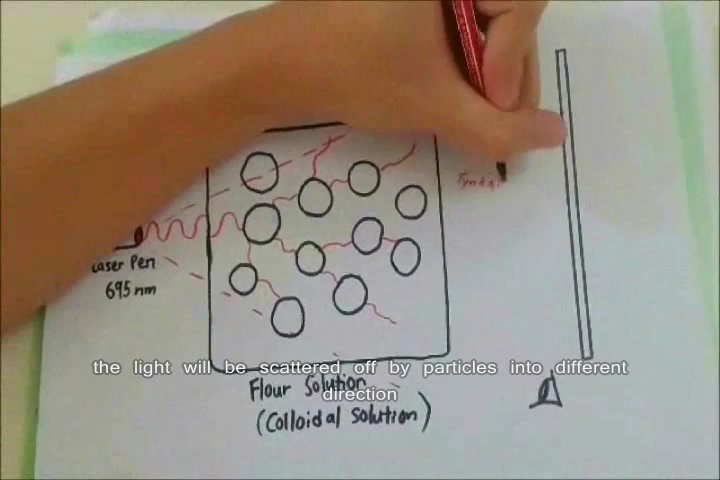 Tynda
Laser Pen
695 nm
the light will be scattered off by particles into different
direction
Flour Solution
(Colloidal Solution)